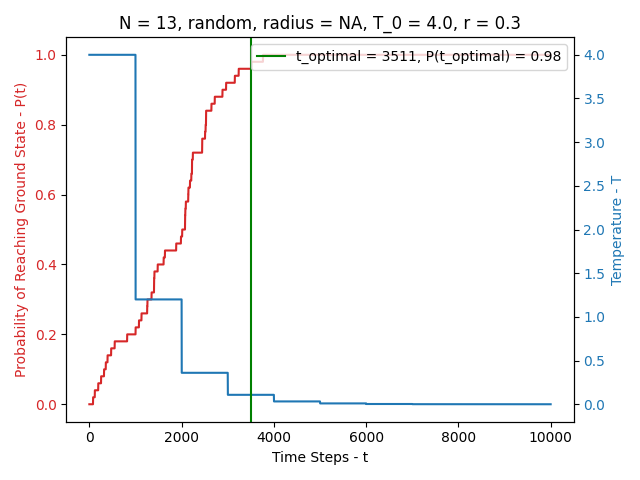 N = 13, random, radius = NA, T_0 = 4.0, r = 0.3
t_optimal = 3511, P(t_optimal) = 0.98
Probability of Reaching Ground State - P(t)
1.0
0.8
0.6
0.4
0.2
0.0
4.0
3.5
3.0
2.5
2.0
1.5
1.0
0.5
0.0
Temperature - T
0 2000 4000 6000 8000 10000
Time Steps - t